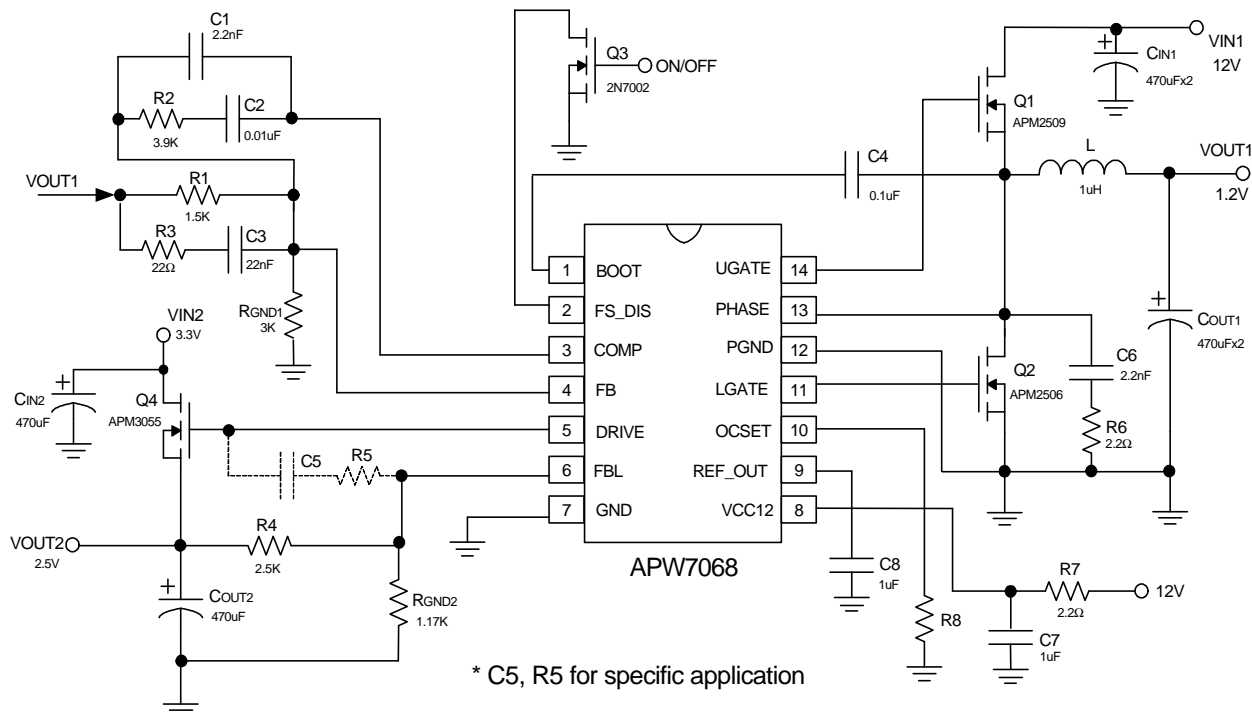 C1
2.2nF
R2
3.9K
C2
0.01uF
VOUT1
R1
1.5K
R3
22Ω
C3
22nF
RGND1
3K
VIN2
3.3V
CIN2
470uF
Q4
APM3055
C5
R5
VOUT2
2.5V
R4
2.5K
COUT2
470uF
RGND2
1.17K
Q3
2N7002
ON/OFF
C4
0.1uF
1 BOOT
2 FS_DIS
3 COMP
4 FB
5 DRIVE
6 FBL
7 GND
UGATE 14
PHASE 13
PGND 12
LGATE 11
OCSET 10
REF_OUT 9
VCC12 8
APW7068
Q1
APM2509
CIN1
470uFx2
VIN1
12V
L
1uH
VOUT1
1.2V
COUT1
470uFx2
Q2
APM2506
C6
2.2nF
R6
2.2Ω
C8
1uF
R8
R7
2.2Ω
12V
C7
1uF
* C5, R5 for specific application